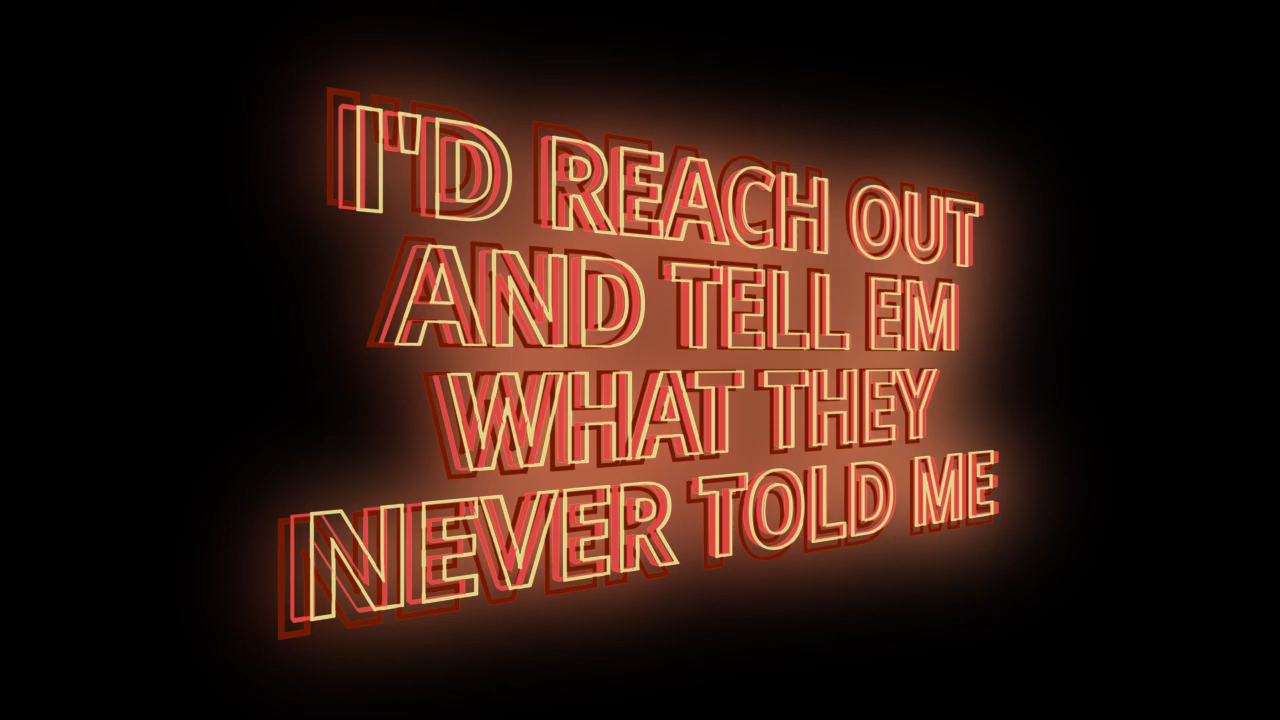 I"D REACH OUT
AND TELL EM
WHAT THEY
NEVER TOLD ME